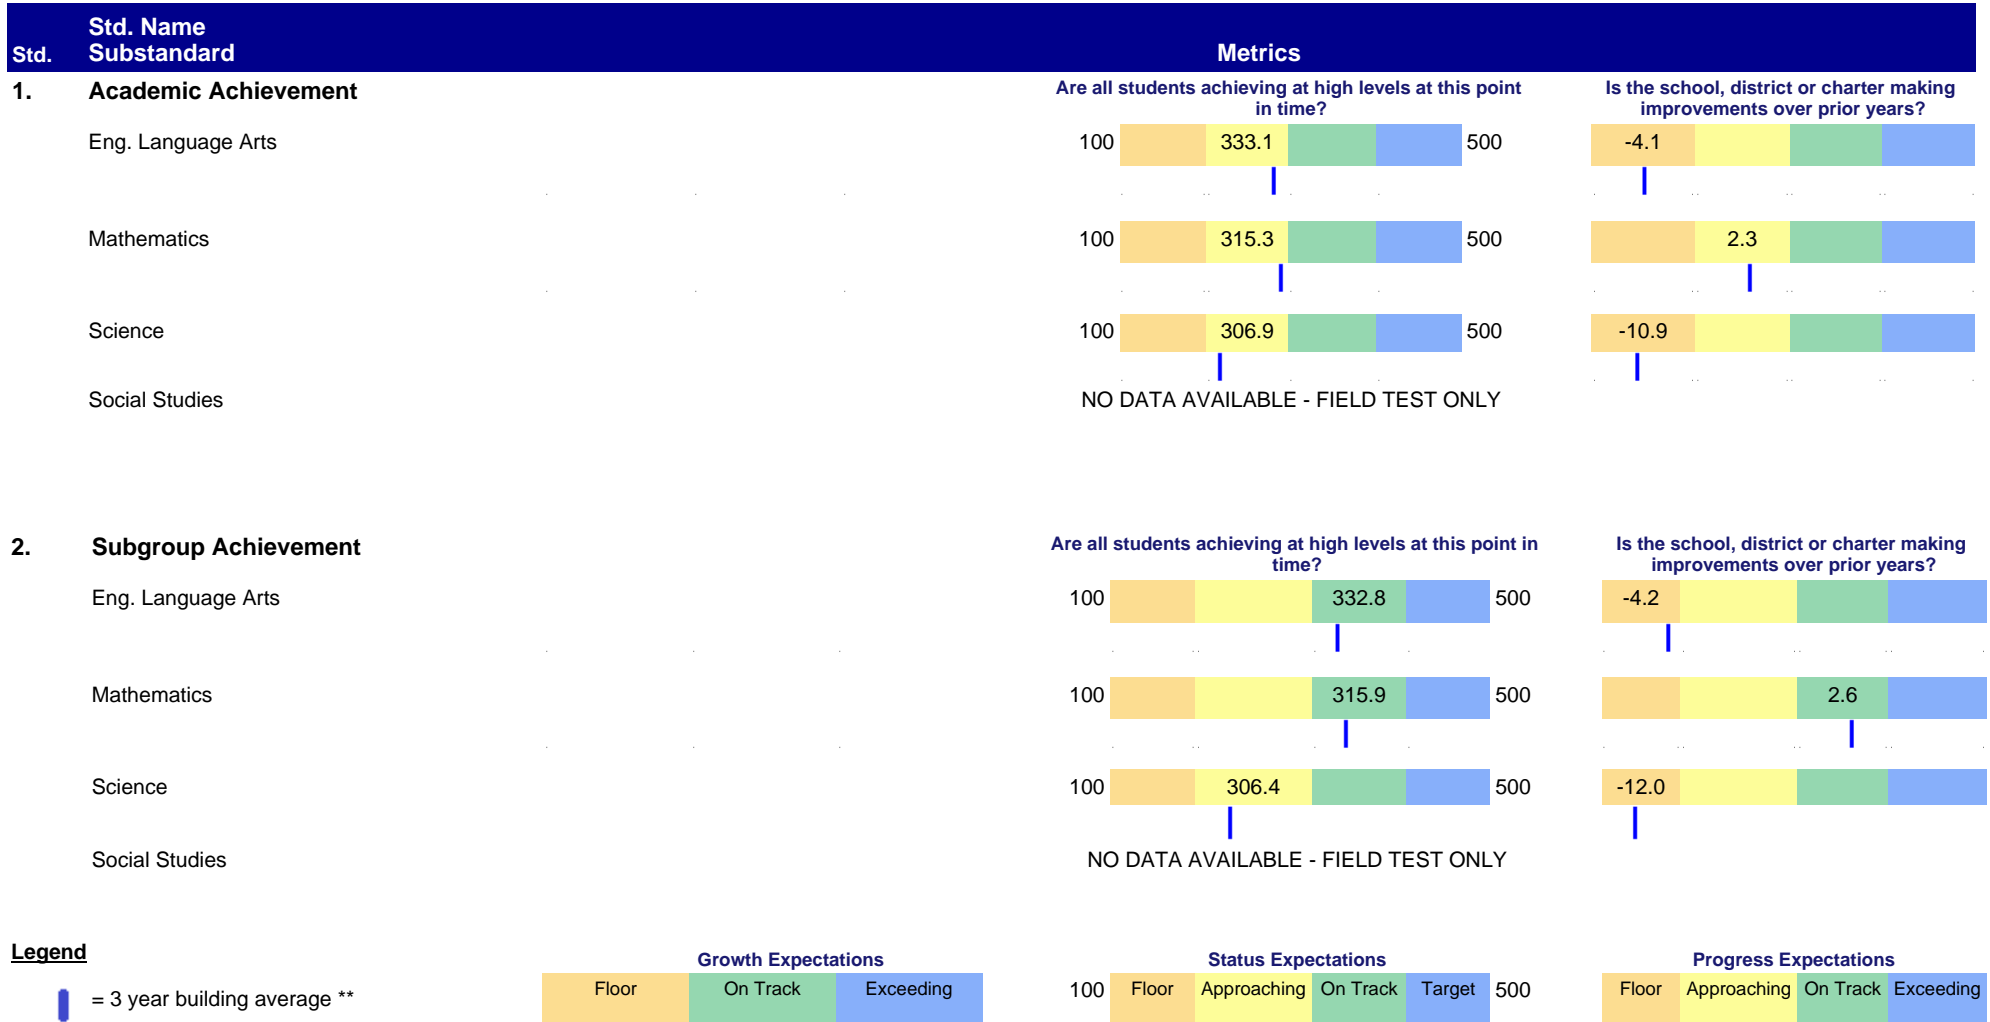 Std. Name
Std. Substandard Metrics
1. Academic Achievement
Are all students achieving at high levels at this point
in time?
Is the school, district or charter making
improvements over prior years?
Eng. Language Arts 100 333.1 500 -4.1
Mathematics 100 315.3 500 2.3
Science 100 306.9 500 -10.9
Social Studies NO DATA AVAILABLE - FIELD TEST ONLY
2. Subgroup Achievement
Are all students achieving at high levels at this point in
time?
Is the school, district or charter making
improvements over prior years?
Eng. Language Arts 100 332.8 500 -4.2
Mathematics 100 315.9 500 2.6
Science 100 306.4 500 -12.0
Social Studies NO DATA AVAILABLE - FIELD TEST ONLY
Legend
Growth Expectations Status Expectations Progress Expectations
= 3 year building average ** Floor On Track Exceeding 100 Floor Approaching On Track Target 500 Floor Approaching On Track Exceeding